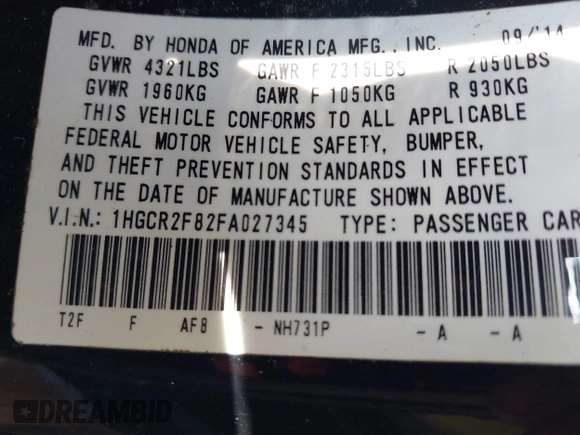 MFD. BY HONDA OF AMERICA MFG., INC. 09/'14
GVWR 4321LBS GAWR F 2315LBS R 2050LBS
GVWR 1960KG GAWR F 1050KG R 930KG
THIS VEHICLE CONFORMS TO ALL APPLICABLE
FEDERAL MOTOR VEHICLE SAFETY, BUMPER,
AND THEFT PREVENTION STANDARDS IN EFFECT
ON THE DATE OF MANUFACTURE SHOWN ABOVE.
V.I.N.: 1HGCR2F82FA027345 TYPE: PASSENGER CAR
T2F F AF8 - NH731P - A - A
DREAMBID